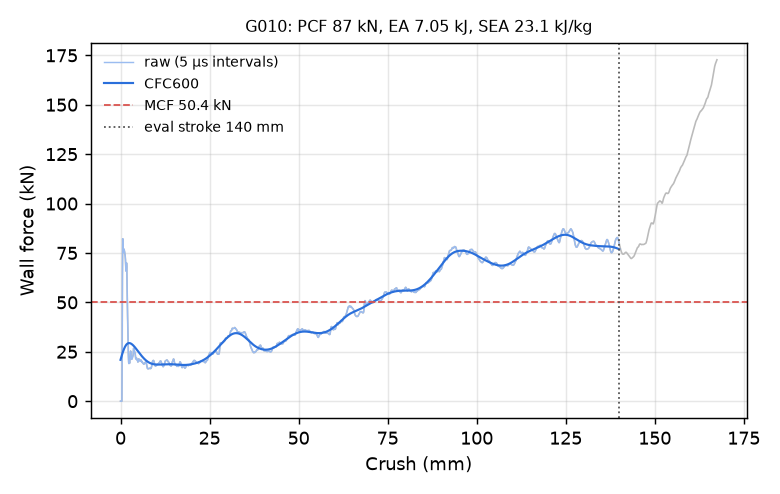 G010: PCF 87 kN, EA 7.05 kJ, SEA 23.1 kJ/kg
raw (5 µs intervals)
CFC600
MCF 50.4 kN
eval stroke 140 mm
Wall force (kN)
175
150
125
100
75
50
25
0
0 25 50 75 100 125 150 175
Crush (mm)